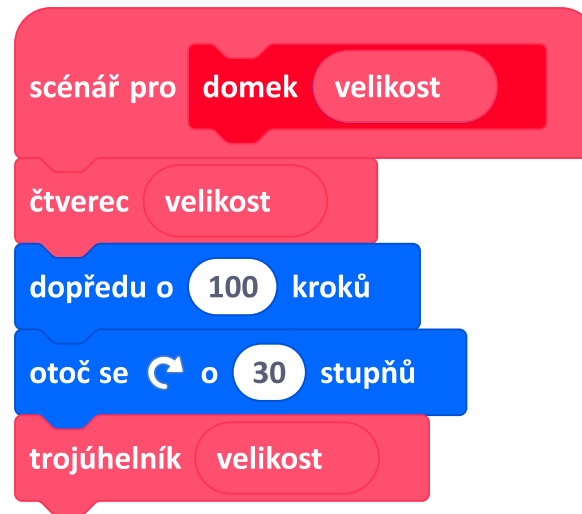 scénář pro domek velikost
čtverec velikost
dopředu o 100 kroků
otoč se o 30 stupňů
trojúhelník velikost